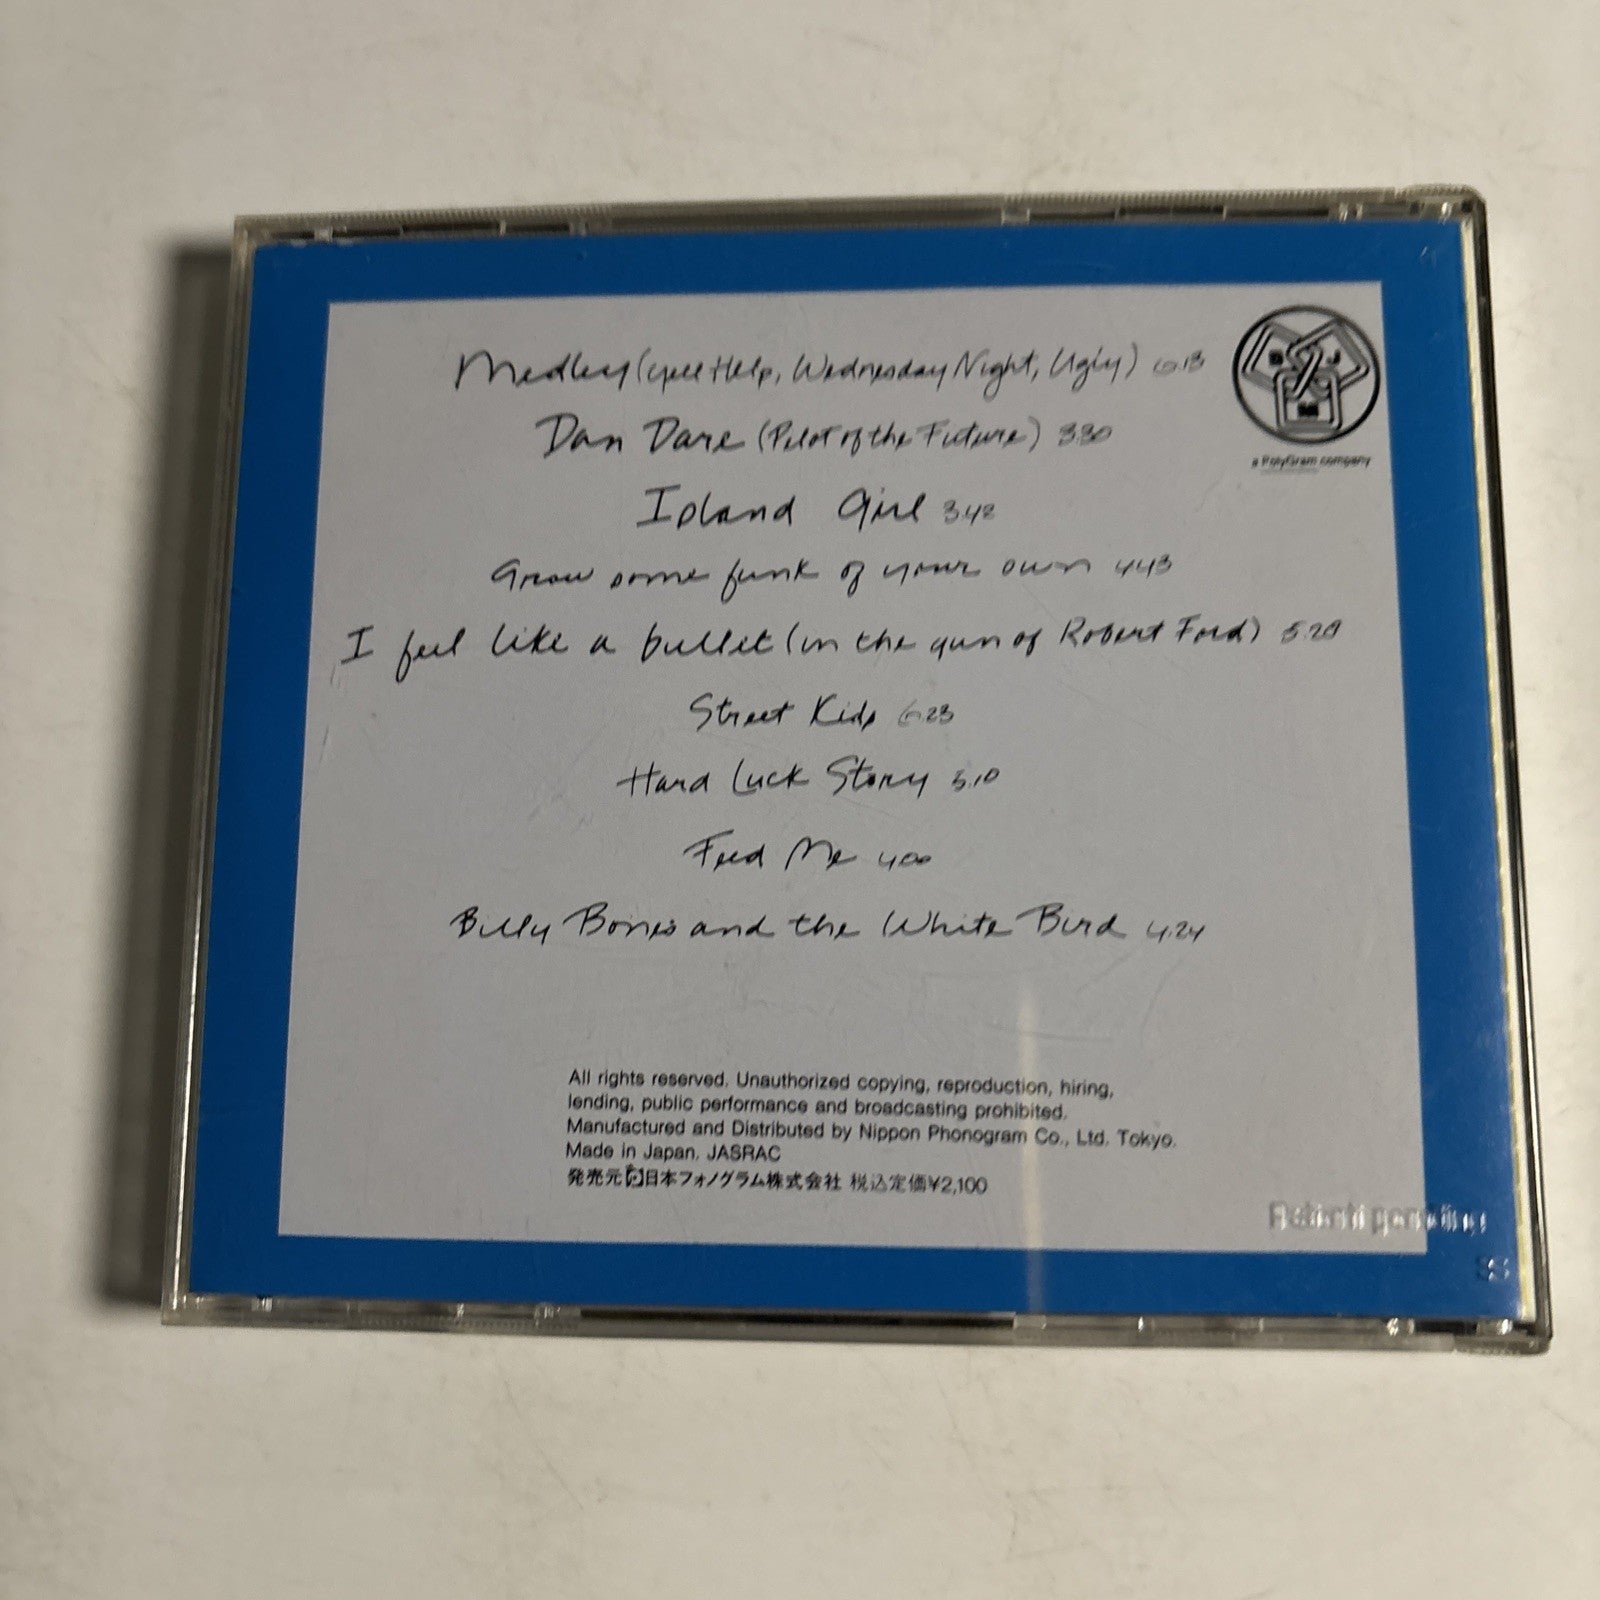 Medley (Yell Help, Wednesday Night, Ugly) 6.13
Dan Dare (Pilot of the Future) 3.30
Island Girl 3.42
Grow some funk of your own 4.43
I feel like a bullet (in the gun of Robert Ford) 5.20
Street Kids 6.23
Hard Luck Story 5.10
Feed Me 4.00
Billy Bones and the White Bird 4.24
DJM
a PolyGram company
All rights reserved. Unauthorized copying, reproduction, hiring,
lending, public performance and broadcasting prohibited.
Manufactured and Distributed by Nippon Phonogram Co., Ltd. Tokyo.
Made in Japan. JASRAC
発売元 日本フォノグラム株式会社 税込定価¥2,100
Patent pending